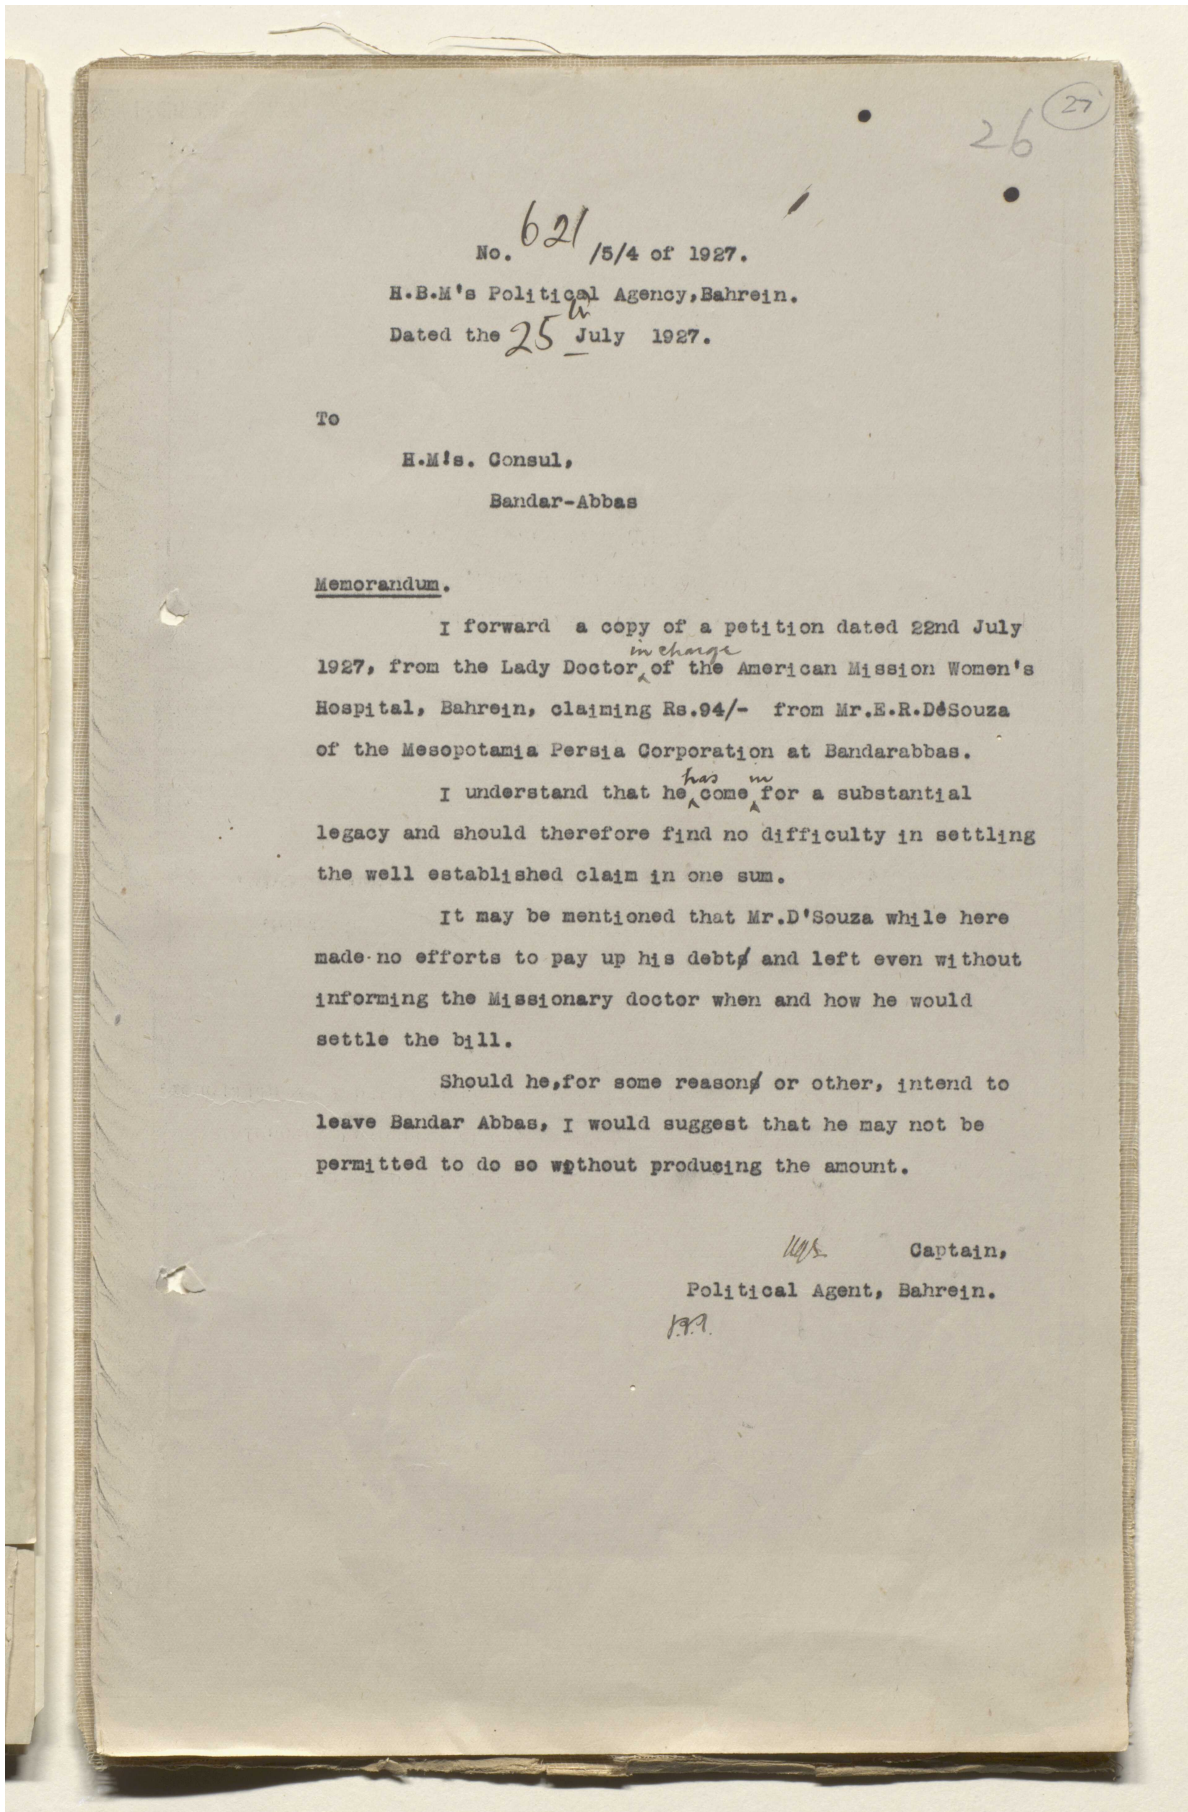 27
26
No. 621 /5/4 of 1927.
H.B.M's Political Agency,Bahrein.
Dated the 25th July 1927.
To
H.M's. Consul,
Bandar-Abbas
Memorandum.
I forward a copy of a petition dated 22nd July
1927, from the Lady Doctor in charge of the American Mission Women's
Hospital, Bahrein, claiming Rs.94/- from Mr.E.R.D'Souza
of the Mesopotamia Persia Corporation at Bandarabbas.
I understand that he has come in for a substantial
legacy and should therefore find no difficulty in settling
the well established claim in one sum.
It may be mentioned that Mr.D'Souza while here
made no efforts to pay up his debt and left even without
informing the Missionary doctor when and how he would
settle the bill.
Should he,for some reason or other, intend to
leave Bandar Abbas, I would suggest that he may not be
permitted to do so without producing the amount.
Captain,
Political Agent, Bahrein.